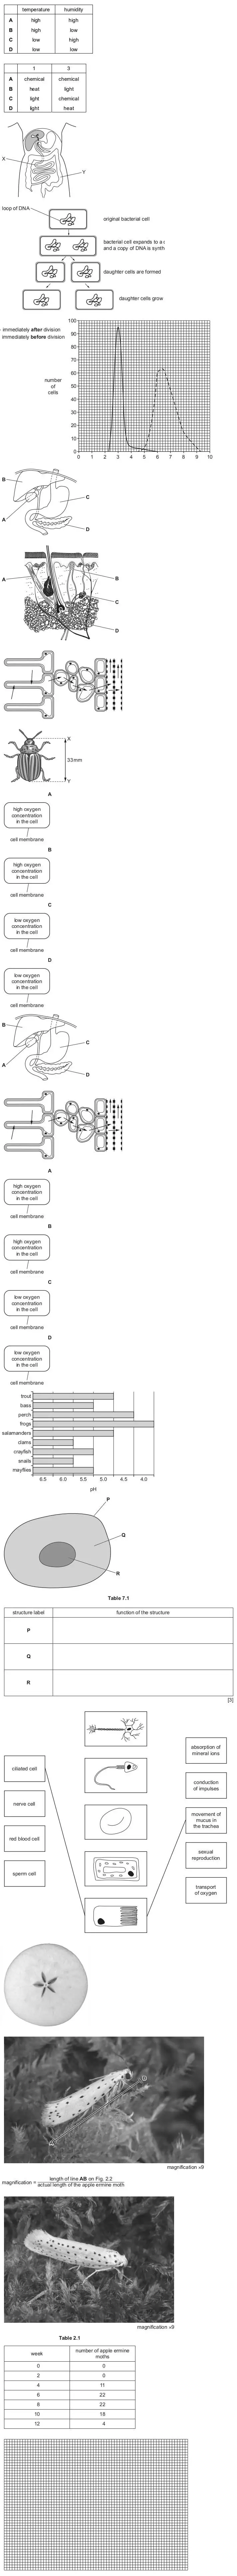 temperature humidity
A high high
B high low
C low high
D low low
1 3
A chemical chemical
B heat light
C light chemical
D light heat
X
Y
loop of DNA
original bacterial cell
bacterial cell expands to a
and a copy of DNA is synth
daughter cells are formed
daughter cells grow
immediately after division
immediately before division
number
of
cells
100
90
80
70
60
50
40
30
20
10
0
0 1 2 3 4 5 6 7 8 9 10
B
A
C
D
A
B
C
D
X
33mm
Y
A
high oxygen
concentration
in the cell
cell membrane
B
high oxygen
concentration
in the cell
cell membrane
C
low oxygen
concentration
in the cell
cell membrane
D
low oxygen
concentration
in the cell
cell membrane
B
A
C
D
A
high oxygen
concentration
in the cell
cell membrane
B
high oxygen
concentration
in the cell
cell membrane
C
low oxygen
concentration
in the cell
cell membrane
D
low oxygen
concentration
in the cell
cell membrane
trout
bass
perch
frogs
salamanders
clams
crayfish
snails
mayflies
6.5 6.0 5.5 5.0 4.5 4.0
pH
P
Q
R
Table 7.1
structure label function of the structure
P
Q
R
[3]
ciliated cell
nerve cell
red blood cell
sperm cell
absorption of
mineral ions
conduction
of impulses
movement of
mucus in
the trachea
sexual
reproduction
transport
of oxygen
B
A
magnification ×9
magnification = length of line AB on Fig. 2.2
actual length of the apple ermine moth
magnification ×9
Table 2.1
week number of apple ermine
moths
0 0
2 0
4 11
6 22
8 22
10 18
12 4